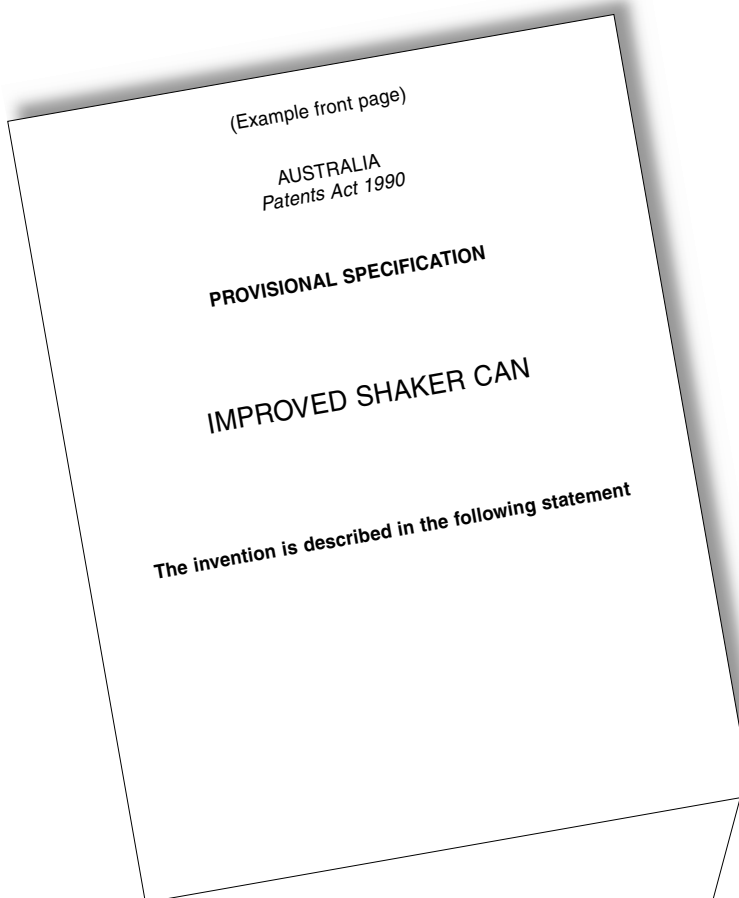 (Example front page)
AUSTRALIA
Patents Act 1990
PROVISIONAL SPECIFICATION
IMPROVED SHAKER CAN
The invention is described in the following statement